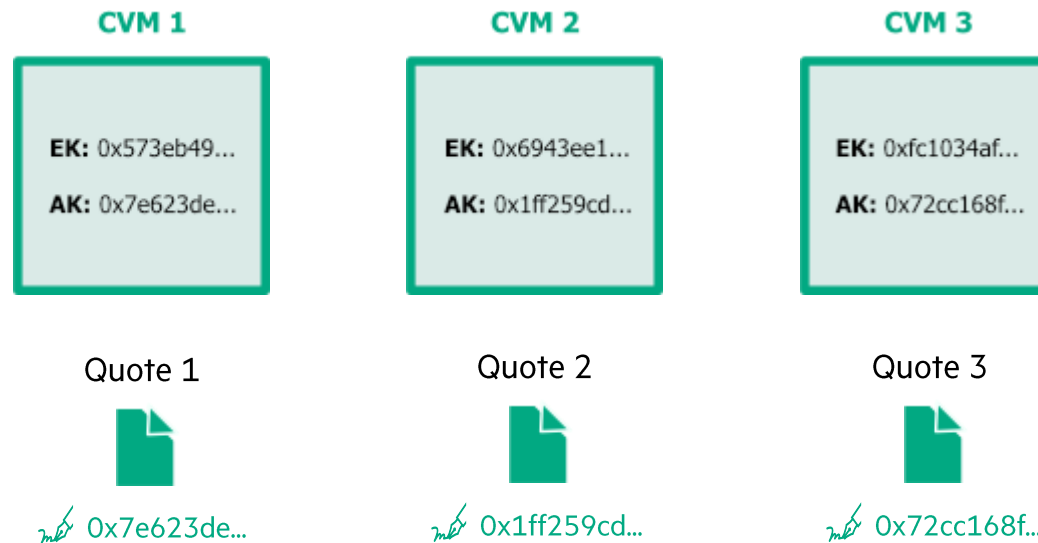 CVM 1
EK: 0x573eb49...
AK: 0x7e623de...
Quote 1
0x7e623de...
CVM 2
EK: 0x6943ee1...
AK: 0x1ff259cd...
Quote 2
0x1ff259cd...
CVM 3
EK: 0xfc1034af...
AK: 0x72cc168f...
Quote 3
0x72cc168f...